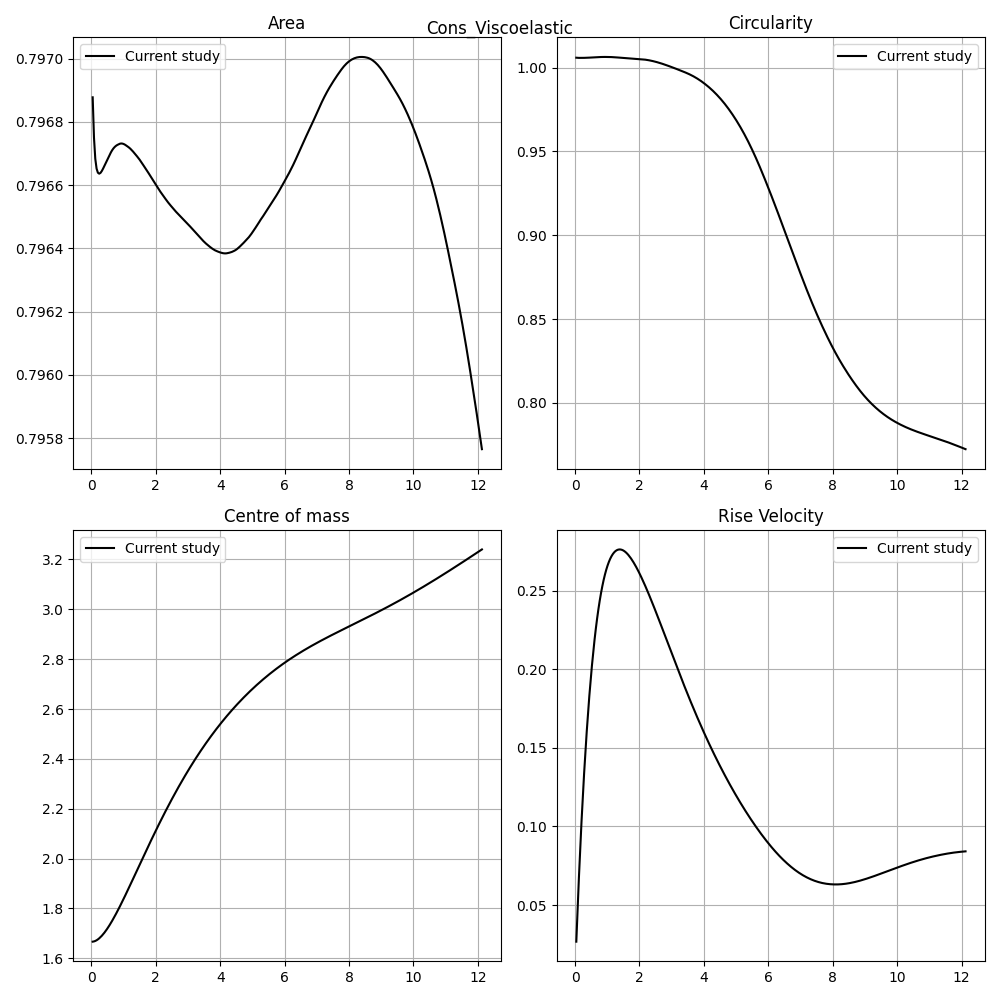 Cons_Viscoelastic
Area
Current study
0.7970
0.7968
0.7966
0.7964
0.7962
0.7960
0.7958
0 2 4 6 8 10 12
Circularity
Current study
1.00
0.95
0.90
0.85
0.80
0 2 4 6 8 10 12
Centre of mass
Current study
3.2
3.0
2.8
2.6
2.4
2.2
2.0
1.8
1.6
0 2 4 6 8 10 12
Rise Velocity
Current study
0.25
0.20
0.15
0.10
0.05
0 2 4 6 8 10 12